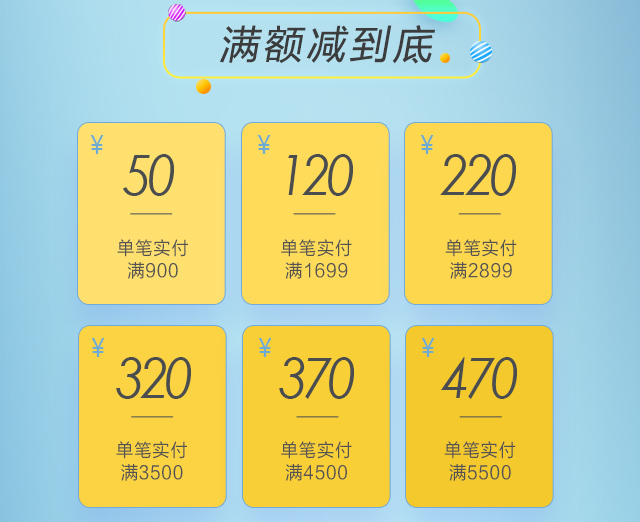 满额减到底
¥
50
单笔实付
满900
¥
120
单笔实付
满1699
¥
220
单笔实付
满2899
¥
320
单笔实付
满3500
¥
370
单笔实付
满4500
¥
470
单笔实付
满5500